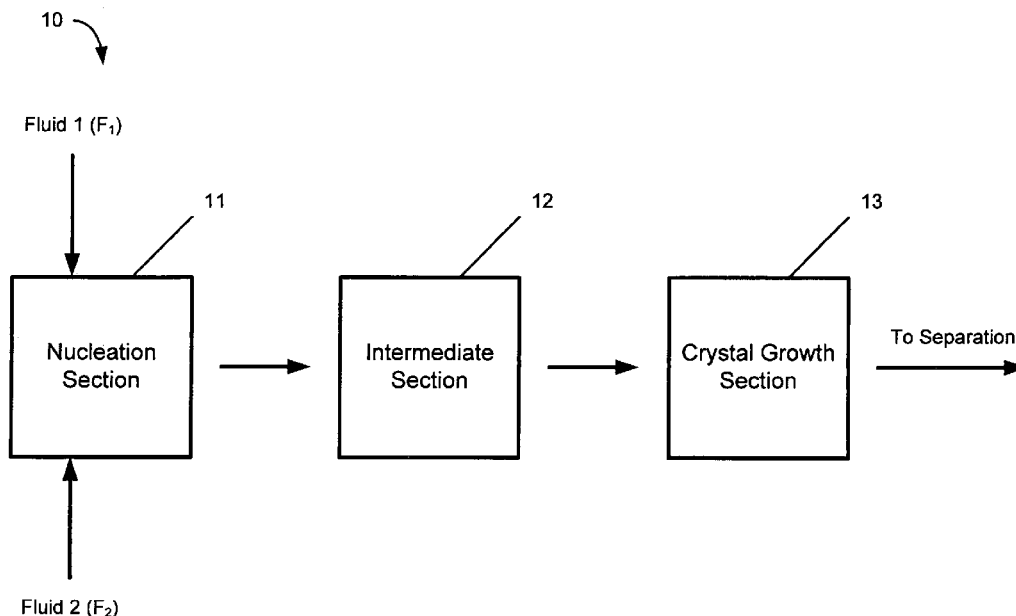 10
Fluid 1 (F₁)
11
12
13
Nucleation
Section
Intermediate
Section
Crystal Growth
Section
To Separation
Fluid 2 (F₂)